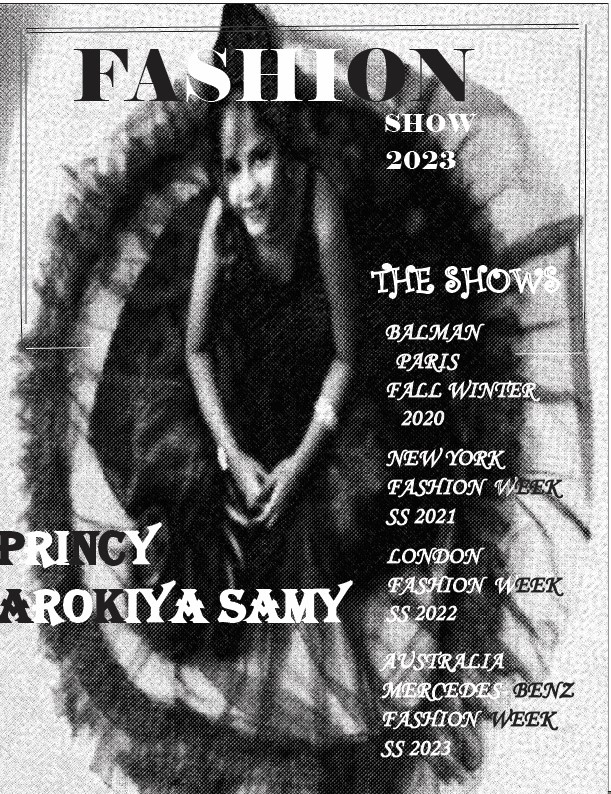 FASHION
SHOW
2023
THE SHOWS
BALMAN
PARIS
FALL WINTER
2020
NEW YORK
FASHION WEEK
SS 2021
LONDON
FASHION WEEK
SS 2022
AUSTRALIA
MERCEDES BENZ
FASHION WEEK
SS 2023
PRINCY
AROKIYA SAMY